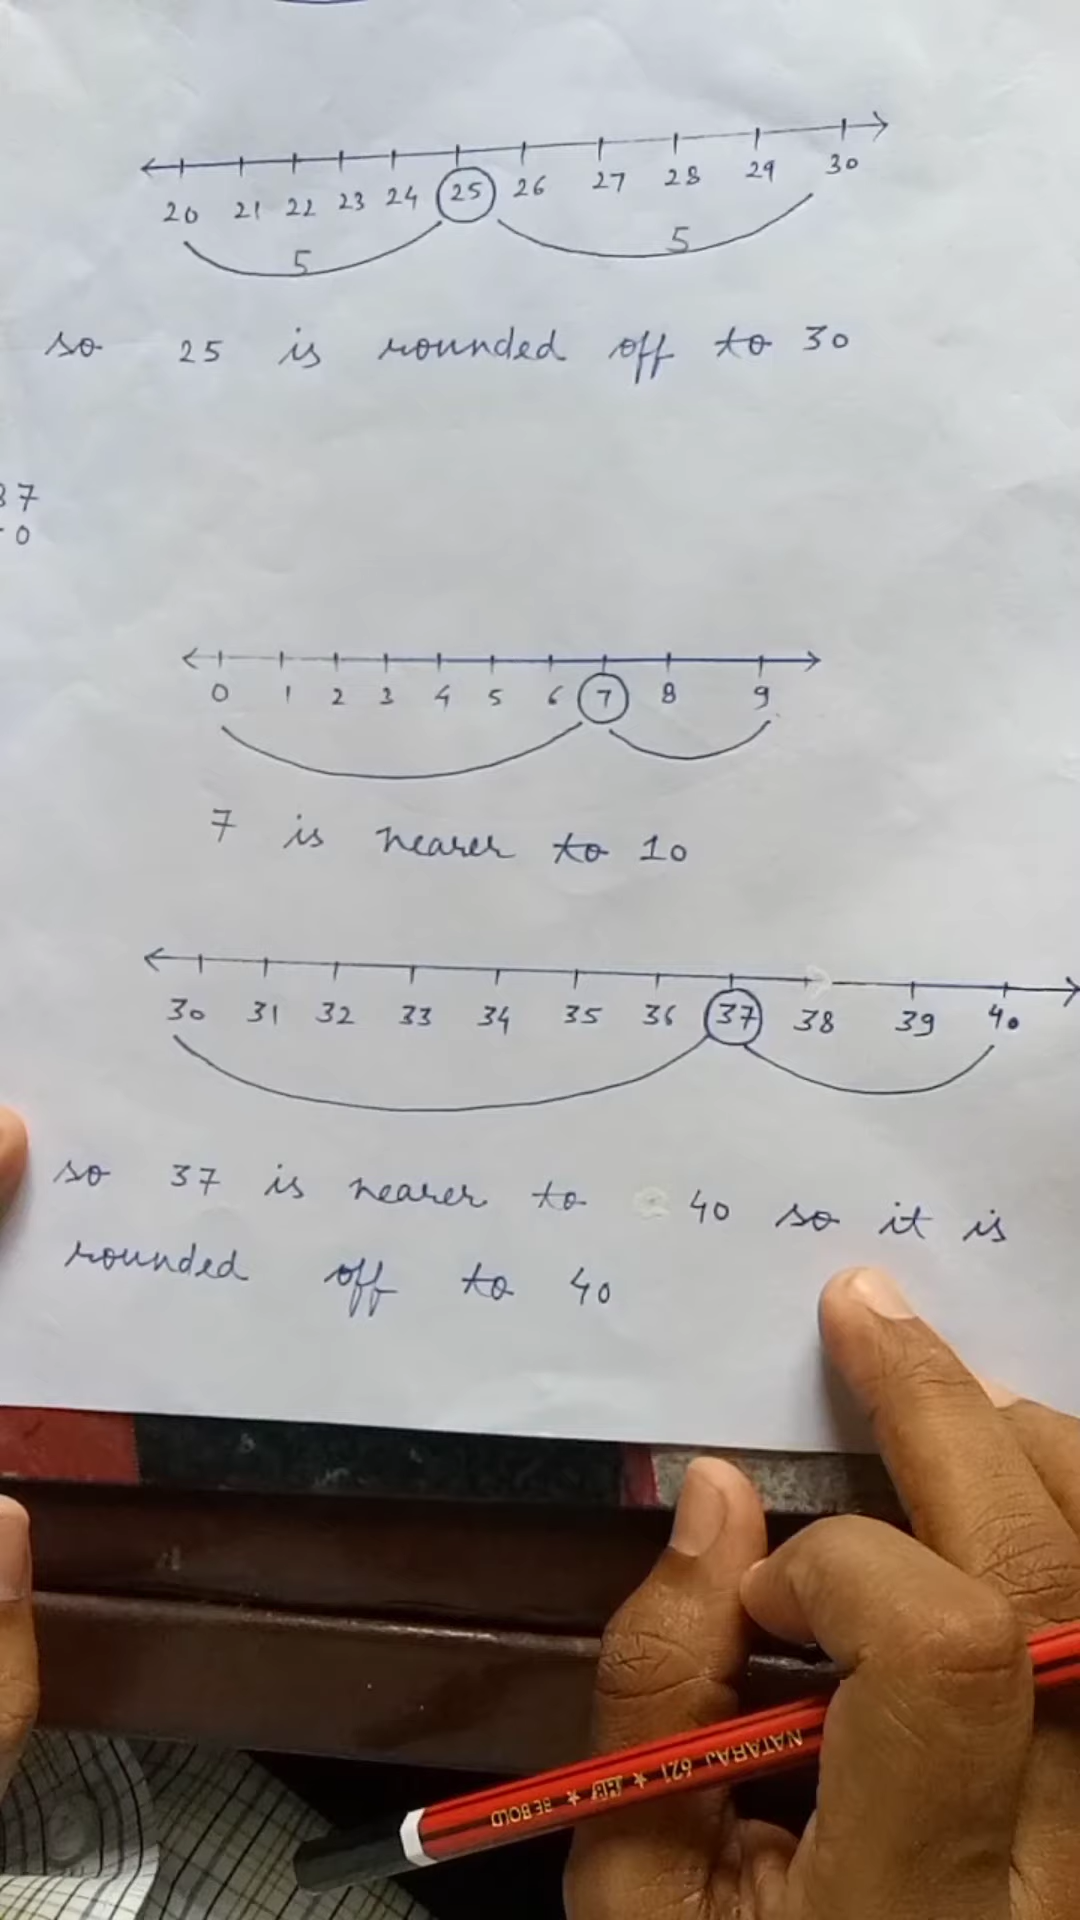 20 21 22 23 24 25 26 27 28 29 30
5 5
so 25 is rounded off to 30
37
0
0 1 2 3 4 5 6 7 8 9
7 is nearer to 10
30 31 32 33 34 35 36 37 38 39 40
so 37 is nearer to 40 so it is
rounded off to 40
NATARAJ 621 ★ HB ★ BE BOLD